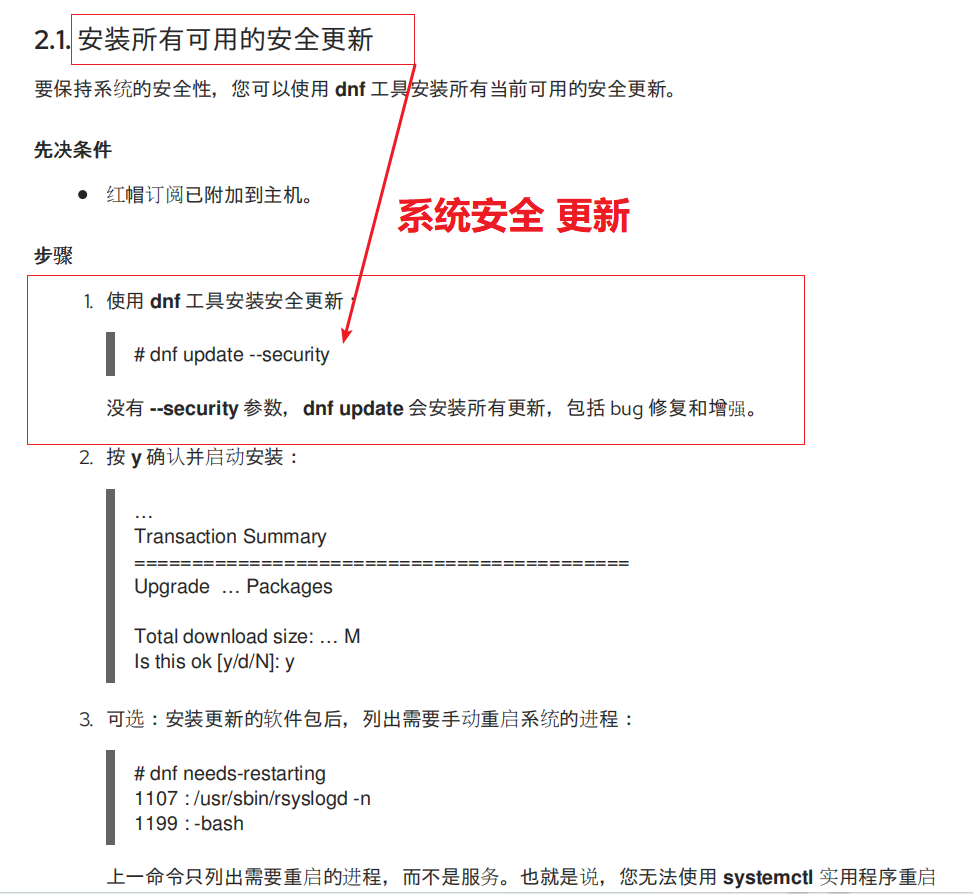 2.1. 安装所有可用的安全更新
要保持系统的安全性，您可以使用 dnf 工具安装所有当前可用的安全更新。
先决条件
● 红帽订阅已附加到主机。
系统安全 更新
步骤
1. 使用 dnf 工具安装安全更新：
# dnf update --security
没有 --security 参数，dnf update 会安装所有更新，包括 bug 修复和增强。
2. 按 y 确认并启动安装：
...
Transaction Summary
===========================================
Upgrade ... Packages
Total download size: ... M
Is this ok [y/d/N]: y
3. 可选：安装更新的软件包后，列出需要手动重启系统的进程：
# dnf needs-restarting
1107 : /usr/sbin/rsyslogd -n
1199 : -bash
上一命令只列出需要重启的进程，而不是服务。也就是说，您无法使用 systemctl 实用程序重启